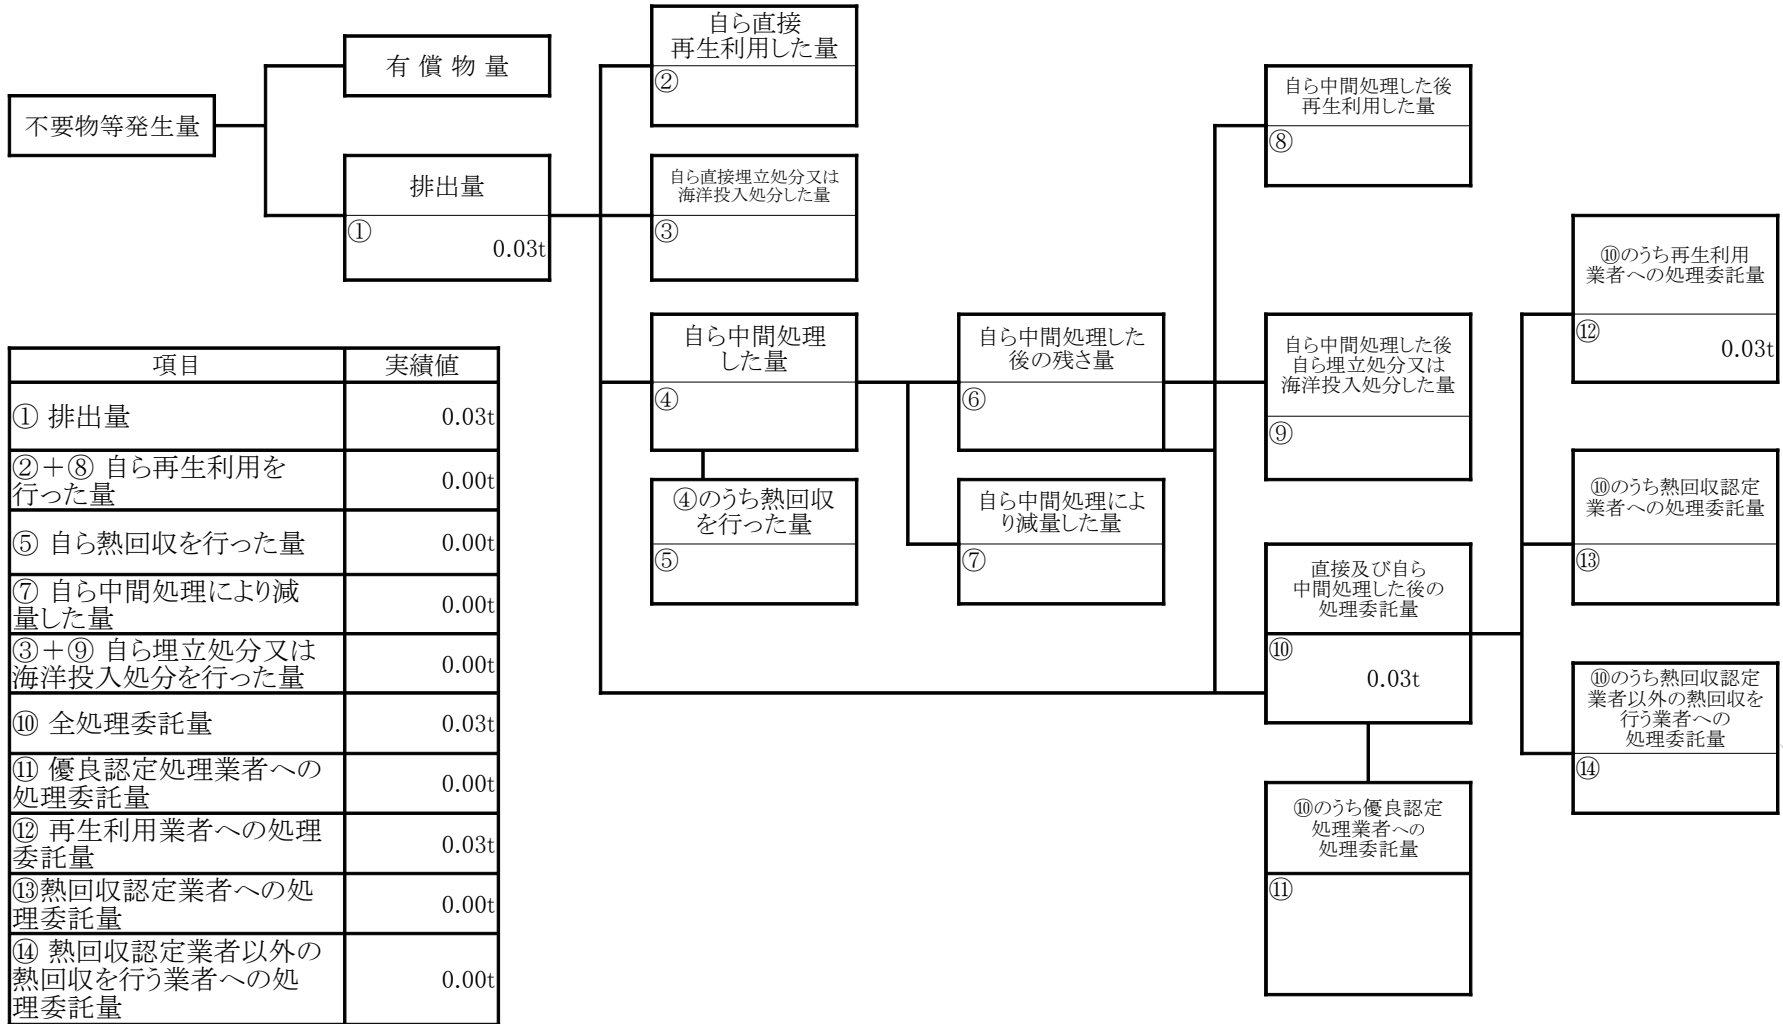 自ら直接
再生利用した量
②
有 償 物 量
不要物等発生量
排出量
①
0.03t
自ら直接埋立処分又は
海洋投入処分した量
③
自ら中間処理した後
再生利用した量
⑧
自ら中間処理
した量
④
自ら中間処理した
後の残さ量
⑥
自ら中間処理した後
自ら埋立処分又は
海洋投入処分した量
⑨
④のうち熱回収
を行った量
⑤
自ら中間処理によ
り減量した量
⑦
直接及び自ら
中間処理した後の
処理委託量
⑩
0.03t
⑩のうち優良認定
処理業者への
処理委託量
⑪
⑩のうち再生利用
業者への処理委託量
⑫
0.03t
⑩のうち熱回収認定
業者への処理委託量
⑬
⑩のうち熱回収認定
業者以外の熱回収を
行う業者への
処理委託量
⑭
項目 実績値
① 排出量 0.03t
②＋⑧ 自ら再生利用を
行った量 0.00t
⑤ 自ら熱回収を行った量 0.00t
⑦ 自ら中間処理により減
量した量 0.00t
③＋⑨ 自ら埋立処分又は
海洋投入処分を行った量 0.00t
⑩ 全処理委託量 0.03t
⑪ 優良認定処理業者への
処理委託量 0.00t
⑫ 再生利用業者への処理
委託量 0.03t
⑬熱回収認定業者への処
理委託量 0.00t
⑭ 熱回収認定業者以外の
熱回収を行う業者への処
理委託量 0.00t